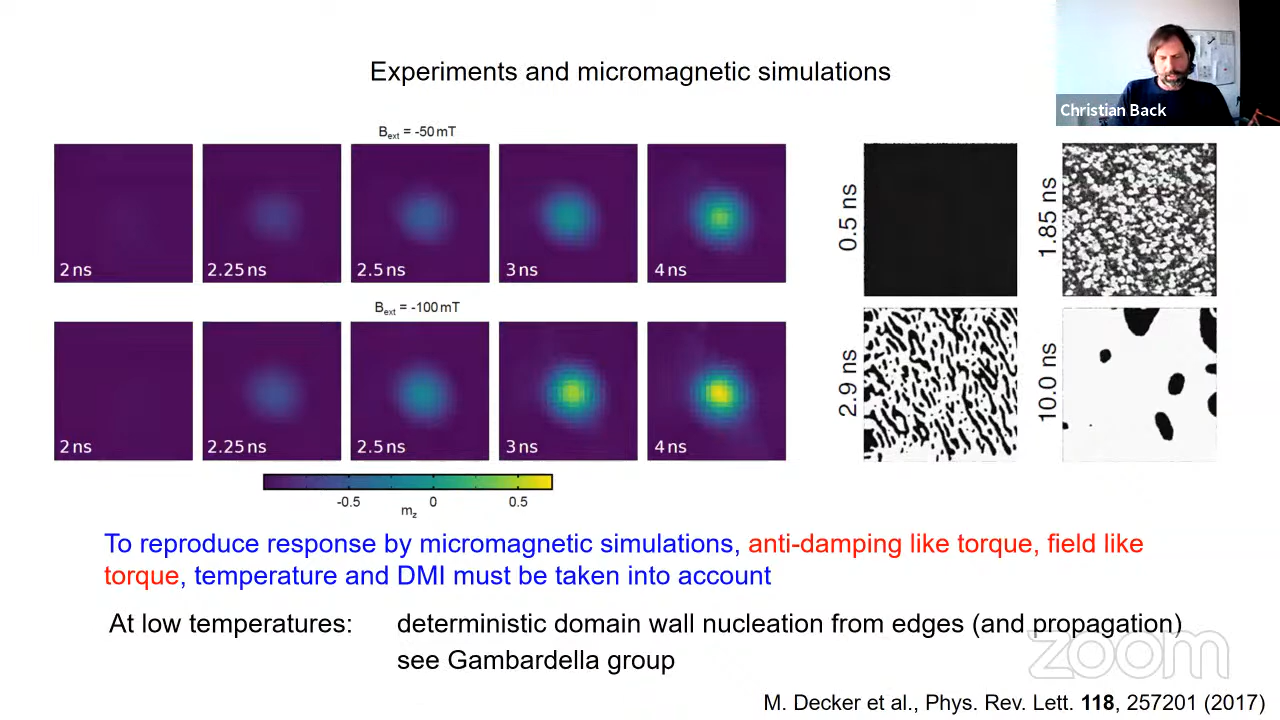 Experiments and micromagnetic simulations
Christian Back
Bext = -50 mT
2 ns
2.25 ns
2.5 ns
3 ns
4 ns
Bext = -100 mT
2 ns
2.25 ns
2.5 ns
3 ns
4 ns
-0.5
0
0.5
mz
0.5 ns
1.85 ns
2.9 ns
10.0 ns
To reproduce response by micromagnetic simulations, anti-damping like torque, field like
torque, temperature and DMI must be taken into account
At low temperatures: deterministic domain wall nucleation from edges (and propagation)
see Gambardella group
zoom
M. Decker et al., Phys. Rev. Lett. 118, 257201 (2017)